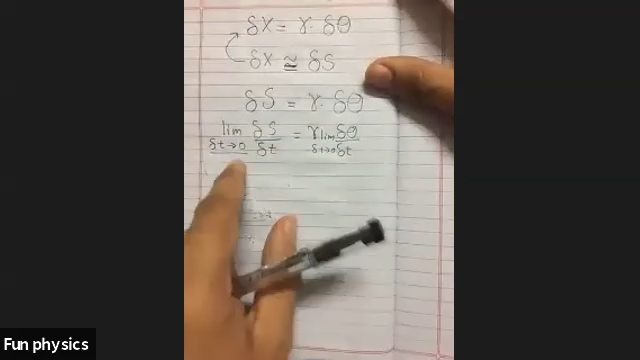 δX = r · δθ
δX ≅ δS
δS = r · δθ
lim δt→0 δS/δt = r lim δt→0 δθ/δt
Fun physics